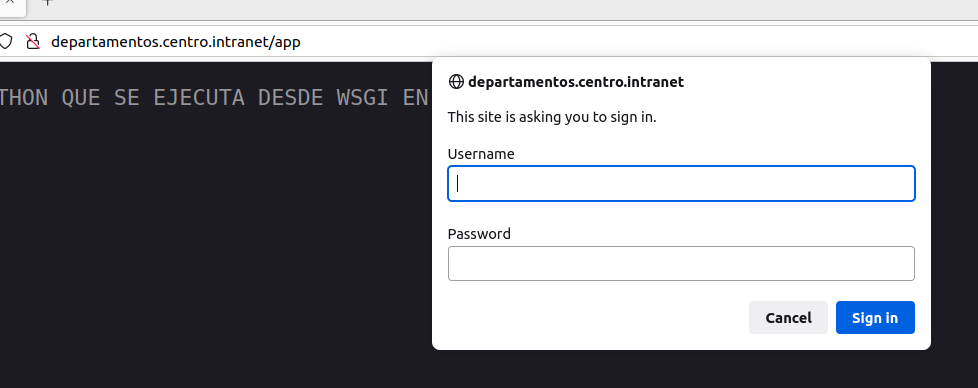 departamentos.centro.intranet/app
THON QUE SE EJECUTA DESDE WSGI EN
departamentos.centro.intranet
This site is asking you to sign in.
Username
Password
Cancel Sign in